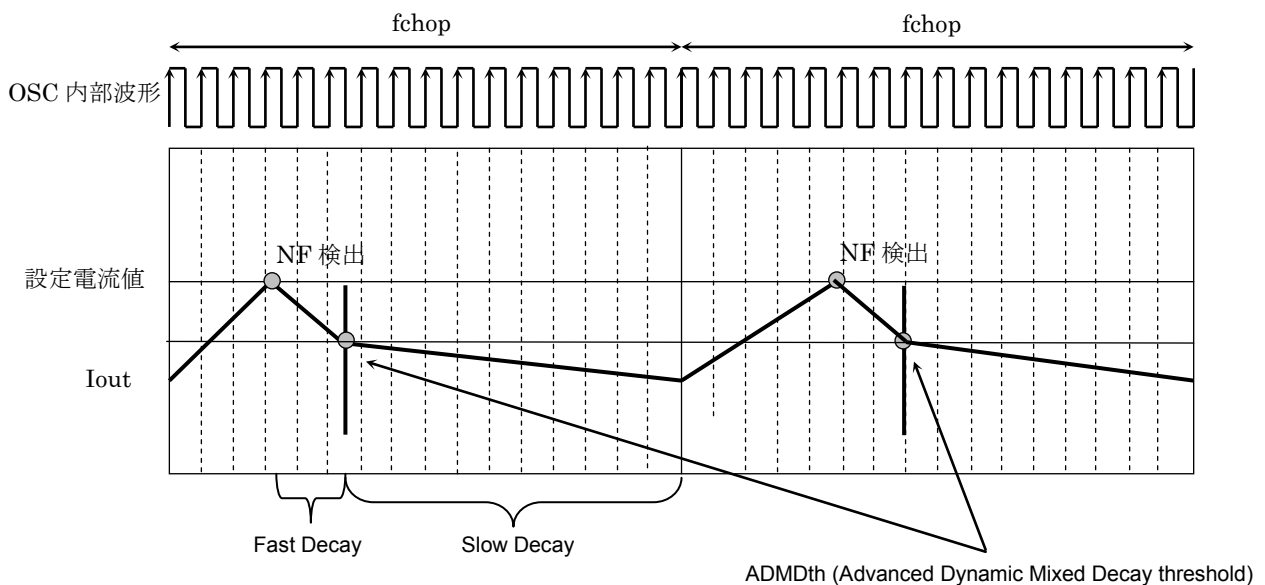 fchop
fchop
OSC 内部波形
NF 検出
NF 検出
設定電流値
Iout
Fast Decay
Slow Decay
ADMDth (Advanced Dynamic Mixed Decay threshold)